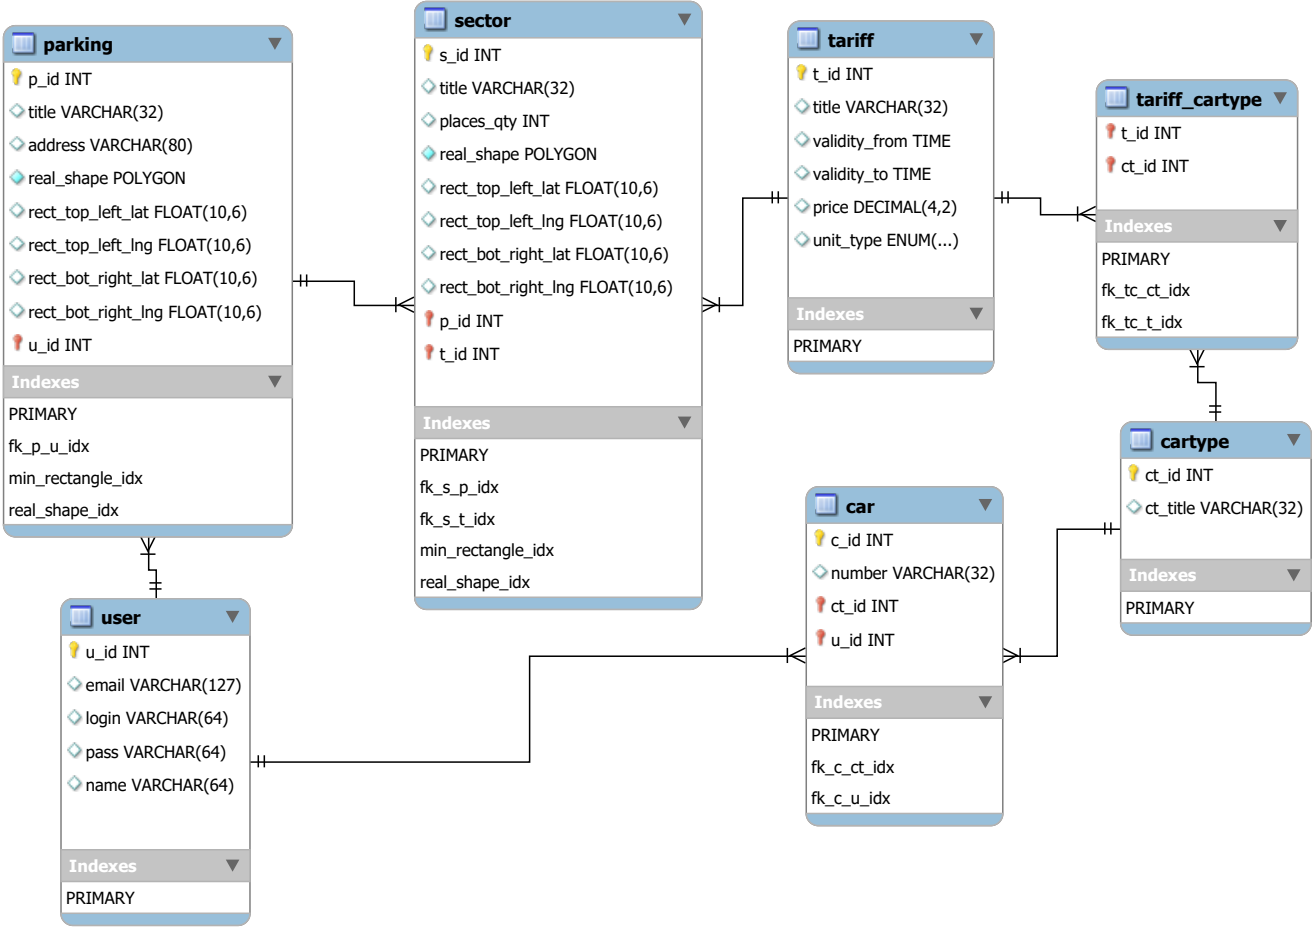 parking
p_id INT
title VARCHAR(32)
address VARCHAR(80)
real_shape POLYGON
rect_top_left_lat FLOAT(10,6)
rect_top_left_lng FLOAT(10,6)
rect_bot_right_lat FLOAT(10,6)
rect_bot_right_lng FLOAT(10,6)
u_id INT
Indexes
PRIMARY
fk_p_u_idx
min_rectangle_idx
real_shape_idx
sector
s_id INT
title VARCHAR(32)
places_qty INT
real_shape POLYGON
rect_top_left_lat FLOAT(10,6)
rect_top_left_lng FLOAT(10,6)
rect_bot_right_lat FLOAT(10,6)
rect_bot_right_lng FLOAT(10,6)
p_id INT
t_id INT
Indexes
PRIMARY
fk_s_p_idx
fk_s_t_idx
min_rectangle_idx
real_shape_idx
tariff
t_id INT
title VARCHAR(32)
validity_from TIME
validity_to TIME
price DECIMAL(4,2)
unit_type ENUM(...)
Indexes
PRIMARY
tariff_cartype
t_id INT
ct_id INT
Indexes
PRIMARY
fk_tc_ct_idx
fk_tc_t_idx
cartype
ct_id INT
ct_title VARCHAR(32)
Indexes
PRIMARY
car
c_id INT
number VARCHAR(32)
ct_id INT
u_id INT
Indexes
PRIMARY
fk_c_ct_idx
fk_c_u_idx
user
u_id INT
email VARCHAR(127)
login VARCHAR(64)
pass VARCHAR(64)
name VARCHAR(64)
Indexes
PRIMARY